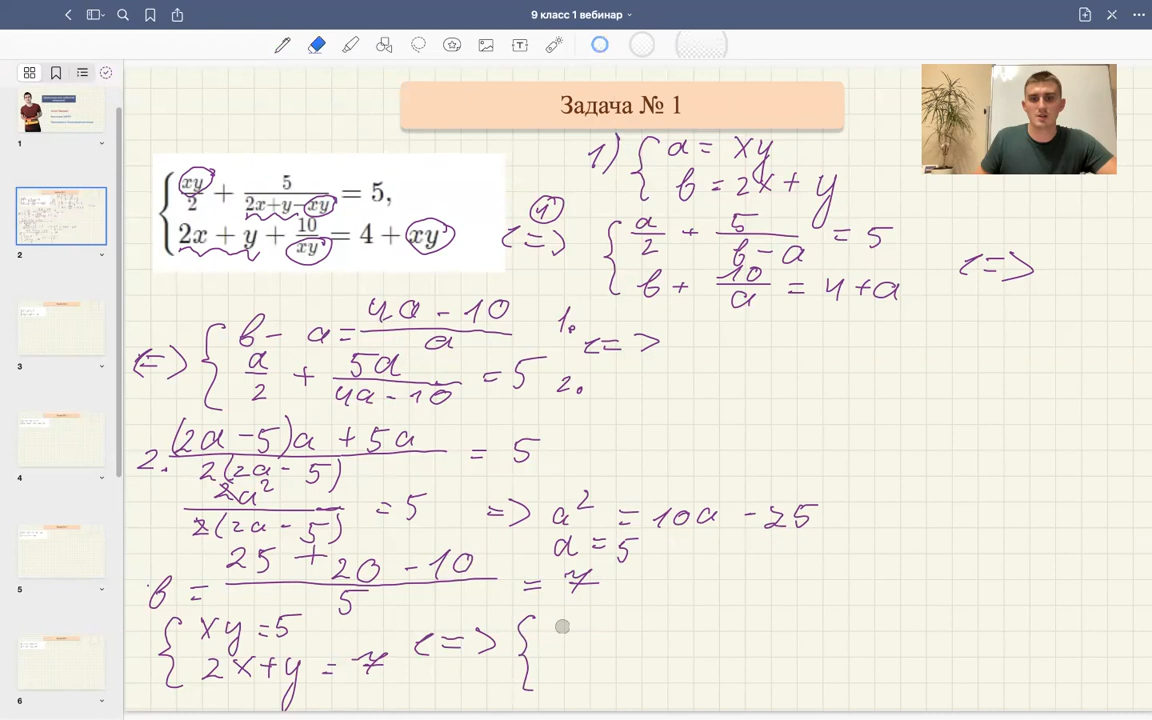 9 класс 1 вебинар
Задача № 1
xy/2 + 5/(2x+y−xy) = 5,
2x + y + 10/xy = 4 + xy
1) { a = xy
в = 2x + y
1)
<=> { a/2 + 5/(в − a) = 5 <=>
в + 10/a = 4 + a
<=> { в − a = (4a − 10)/a 1. <=>
a/2 + 5a/(4a − 10) = 5 2.
2. ((2a − 5)a + 5a)/(2(2a − 5)) = 5
2a²/(2(2a − 5)) = 5 => a² = 10a − 25
a = 5
в = (25 + 20 − 10)/5 = 7
{ xy = 5 <=> {
2x + y = 7
1
2
3
4
5
6